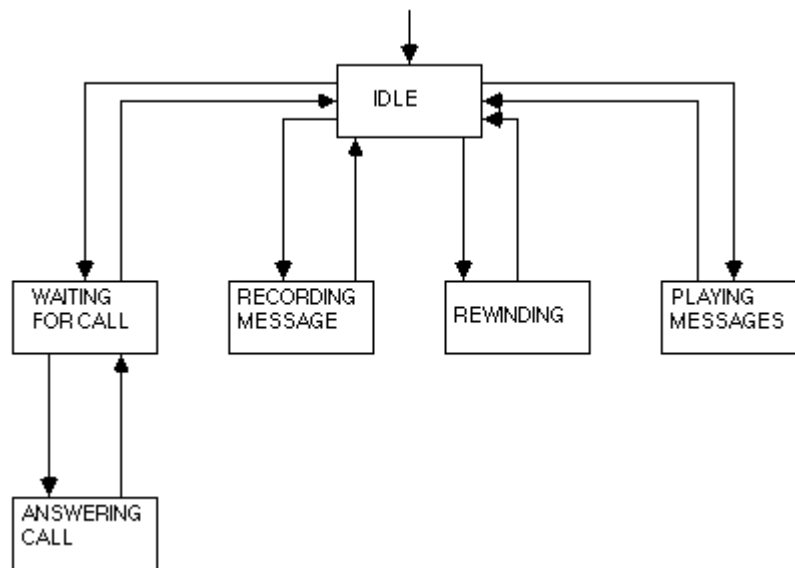 IDLE
WAITING
FOR CALL
RECORDING
MESSAGE
REWINDING
PLAYING
MESSAGES
ANSWERING
CALL